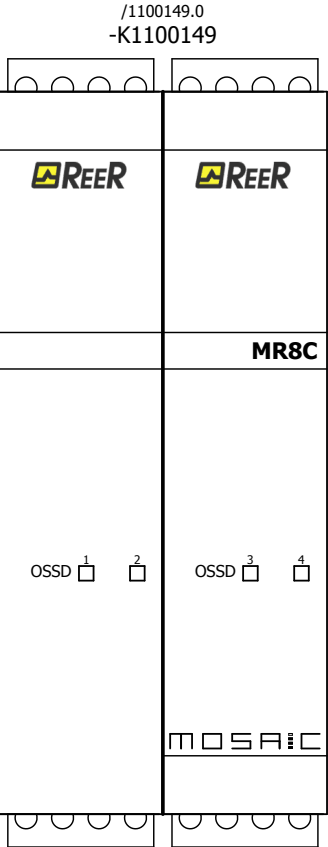 /1100149.0
-K1100149
REER REER
MR8C
OSSD 1 2 OSSD 3 4
MOSAIC